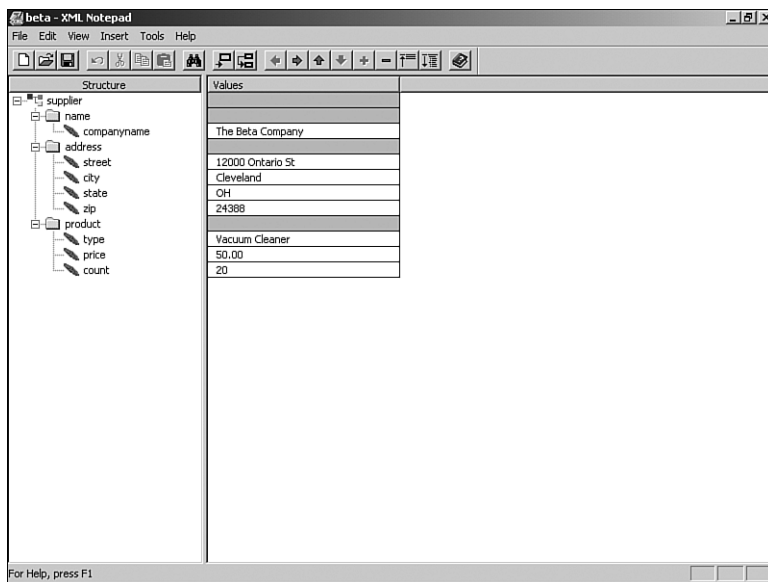 beta - XML Notepad
File Edit View Insert Tools Help
Structure Values
supplier
name
companyname The Beta Company
address
street 12000 Ontario St
city Cleveland
state OH
zip 24388
product
type Vacuum Cleaner
price 50.00
count 20
For Help, press F1